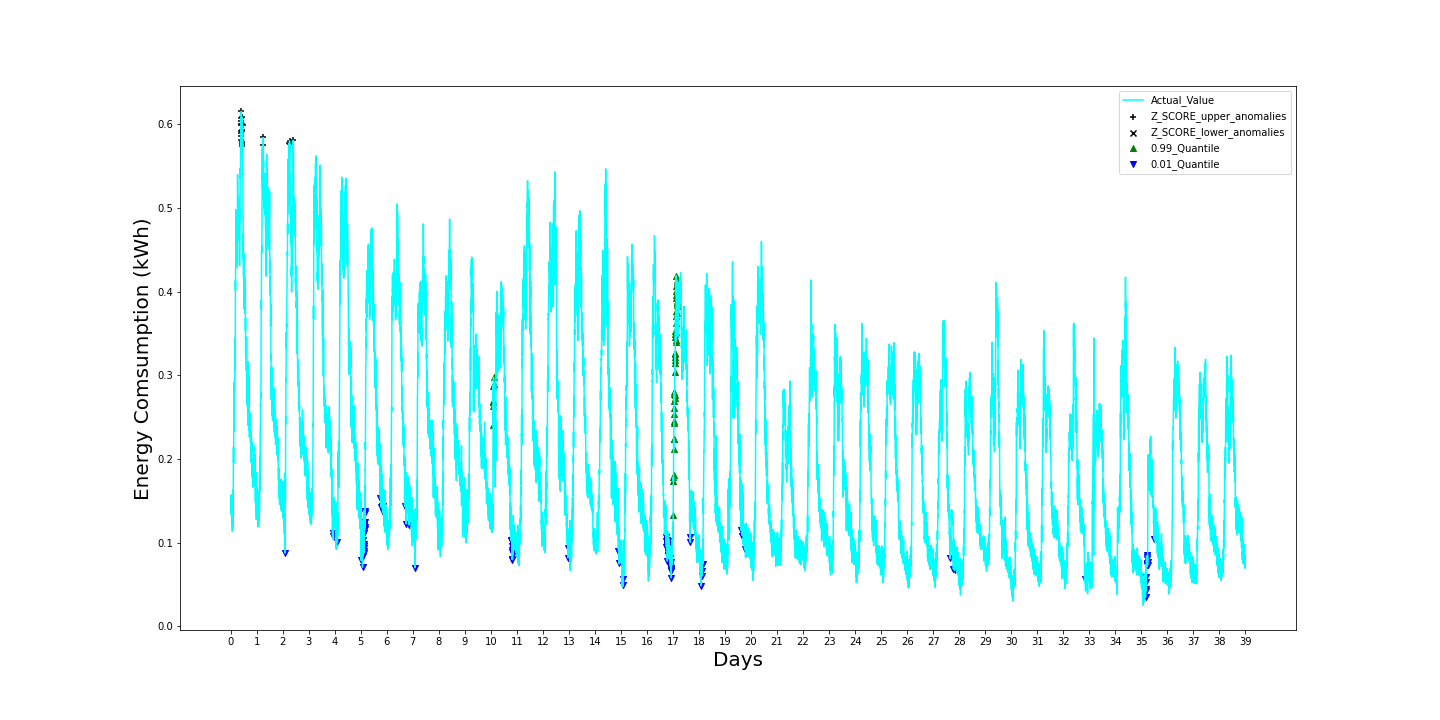 Actual_Value
Z_SCORE_upper_anomalies
Z_SCORE_lower_anomalies
0.99_Quantile
0.01_Quantile
Energy Comsumption (kWh)
0.6
0.5
0.4
0.3
0.2
0.1
0.0
0 1 2 3 4 5 6 7 8 9 10 11 12 13 14 15 16 17 18 19 20 21 22 23 24 25 26 27 28 29 30 31 32 33 34 35 36 37 38 39
Days